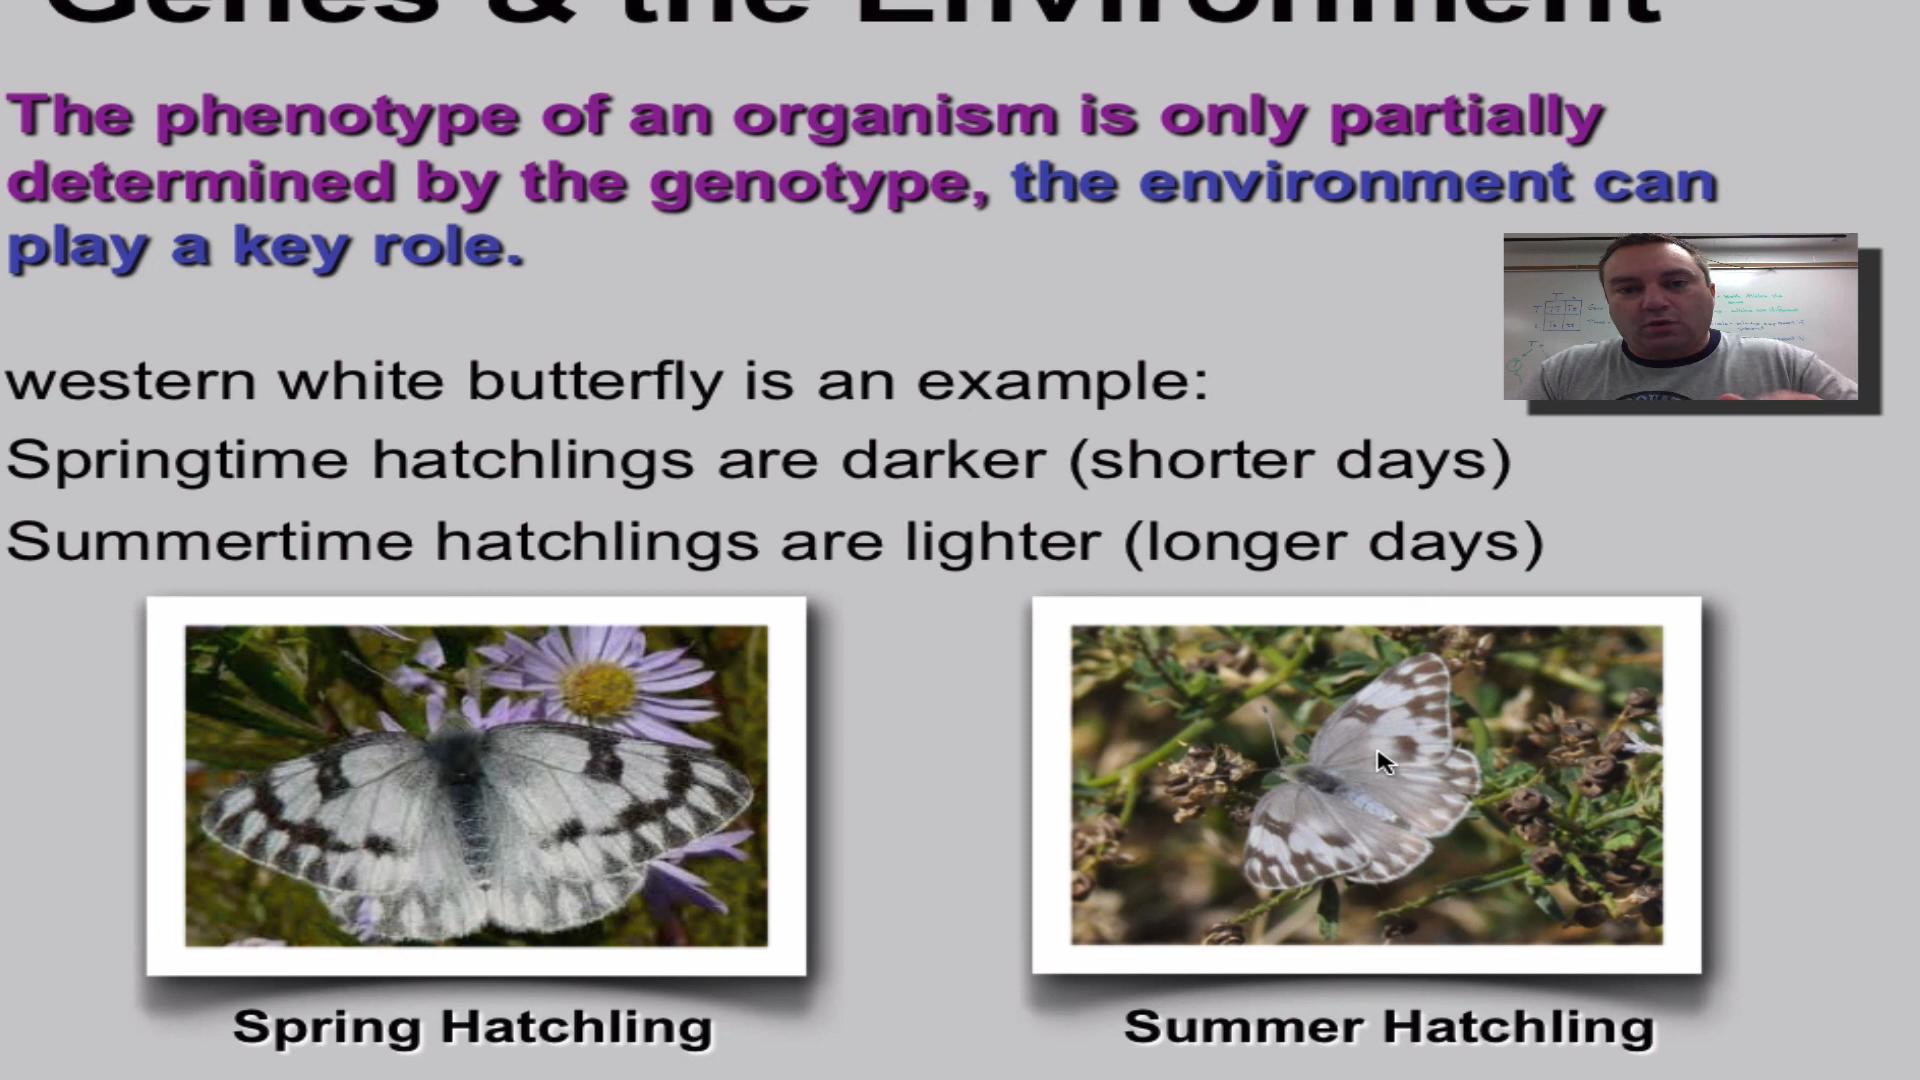 Genes & the Environment
The phenotype of an organism is only partially
determined by the genotype, the environment can
play a key role.
western white butterfly is an example:
Springtime hatchlings are darker (shorter days)
Summertime hatchlings are lighter (longer days)
Spring Hatchling
Summer Hatchling